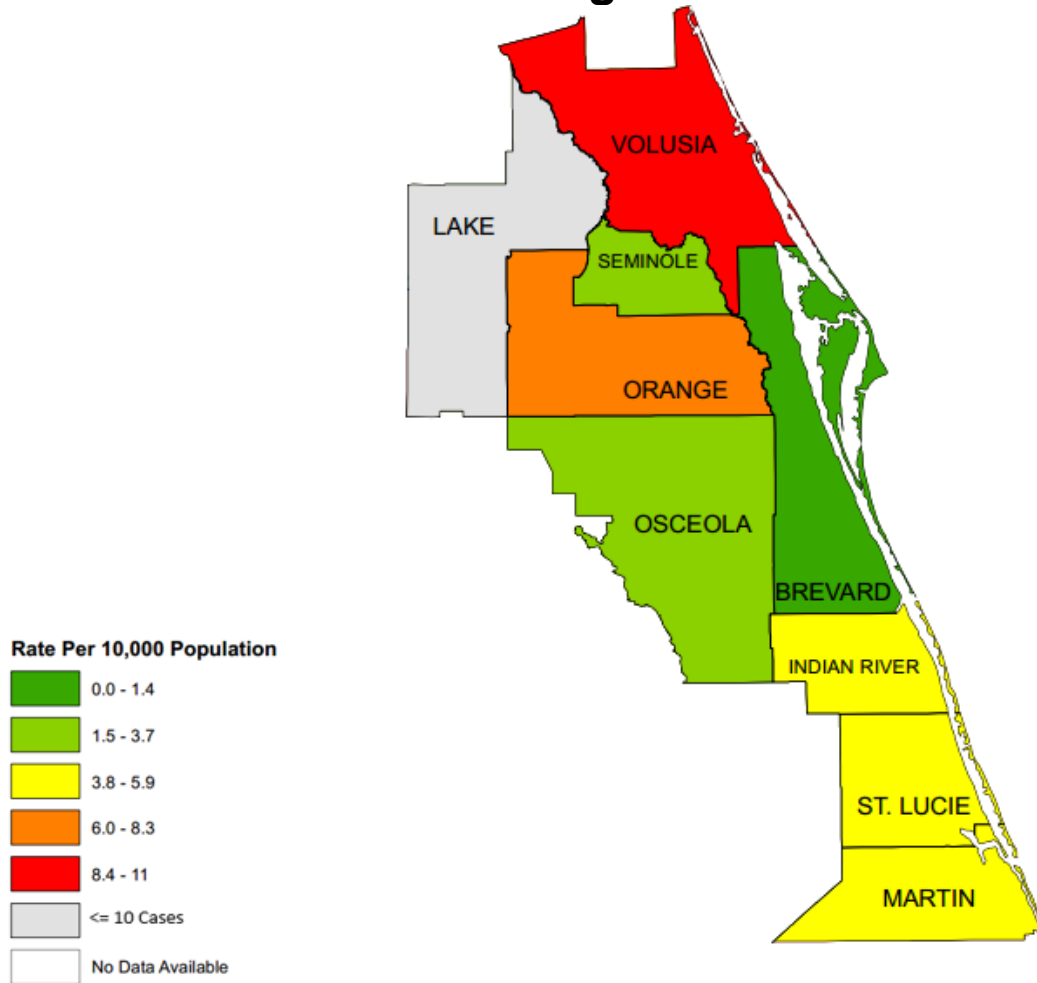 VOLUSIA
LAKE
SEMINOLE
ORANGE
OSCEOLA
BREVARD
INDIAN RIVER
ST. LUCIE
MARTIN
Rate Per 10,000 Population
0.0 - 1.4
1.5 - 3.7
3.8 - 5.9
6.0 - 8.3
8.4 - 11
<= 10 Cases
No Data Available